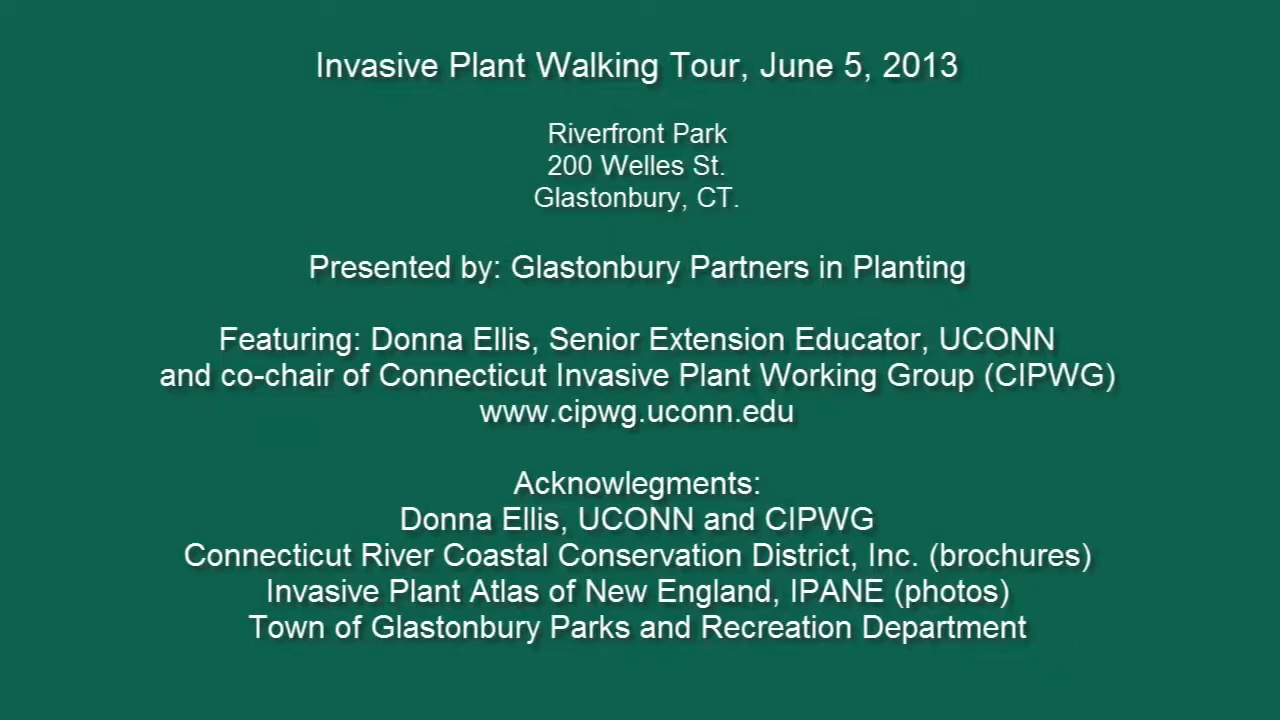 Invasive Plant Walking Tour, June 5, 2013
Riverfront Park
200 Welles St.
Glastonbury, CT.
Presented by: Glastonbury Partners in Planting
Featuring: Donna Ellis, Senior Extension Educator, UCONN
and co-chair of Connecticut Invasive Plant Working Group (CIPWG)
www.cipwg.uconn.edu
Acknowlegments:
Donna Ellis, UCONN and CIPWG
Connecticut River Coastal Conservation District, Inc. (brochures)
Invasive Plant Atlas of New England, IPANE (photos)
Town of Glastonbury Parks and Recreation Department